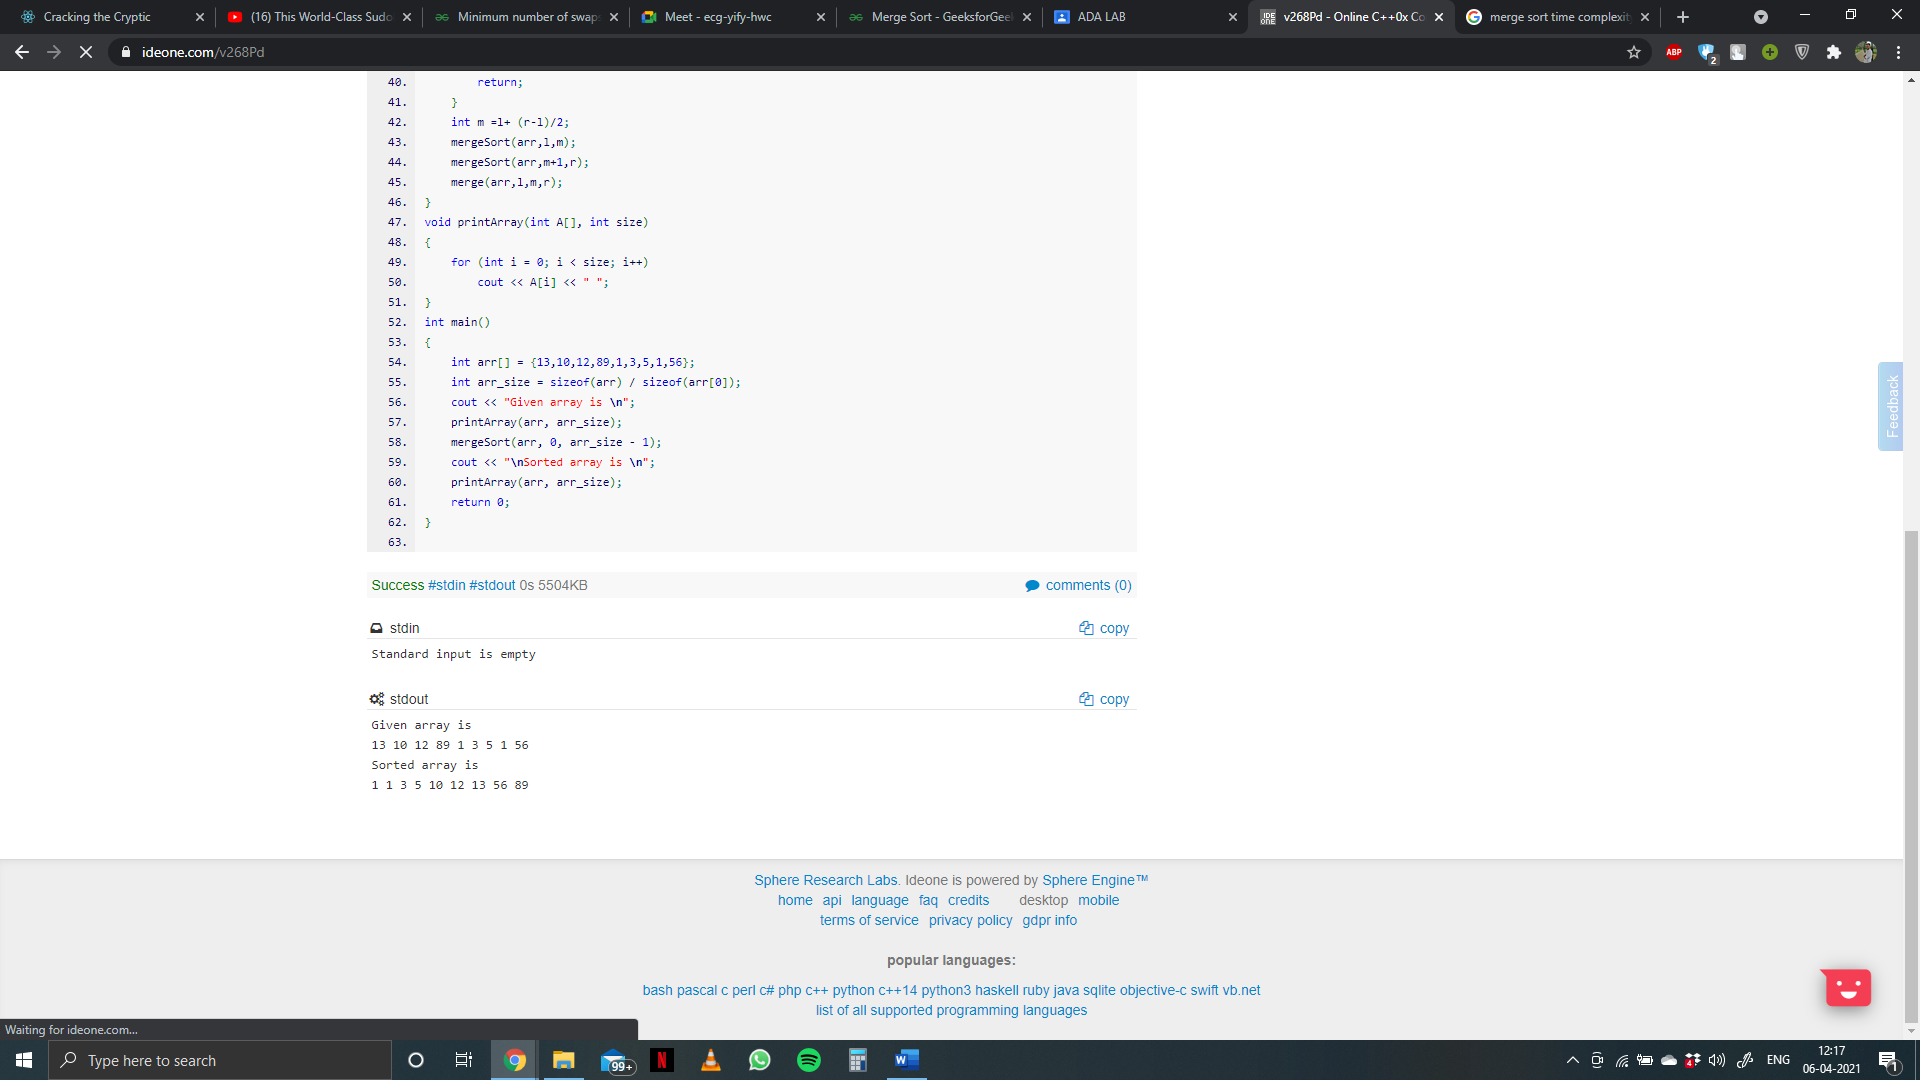 Cracking the Cryptic
(16) This World-Class Sudo
Minimum number of swaps
Meet - ecg-yify-hwc
Merge Sort - GeeksforGeek
ADA LAB
v268Pd - Online C++0x Co
merge sort time complexity
ideone.com/v268Pd
ABP
2
40. return;
41. }
42. int m =l+ (r-l)/2;
43. mergeSort(arr,l,m);
44. mergeSort(arr,m+1,r);
45. merge(arr,l,m,r);
46. }
47. void printArray(int A[], int size)
48. {
49. for (int i = 0; i < size; i++)
50. cout << A[i] << " ";
51. }
52. int main()
53. {
54. int arr[] = {13,10,12,89,1,3,5,1,56};
55. int arr_size = sizeof(arr) / sizeof(arr[0]);
56. cout << "Given array is \n";
57. printArray(arr, arr_size);
58. mergeSort(arr, 0, arr_size - 1);
59. cout << "\nSorted array is \n";
60. printArray(arr, arr_size);
61. return 0;
62. }
63.
Feedback
Success #stdin #stdout 0s 5504KB
comments (0)
stdin
copy
Standard input is empty
stdout
copy
Given array is
13 10 12 89 1 3 5 1 56
Sorted array is
1 1 3 5 10 12 13 56 89
Sphere Research Labs. Ideone is powered by Sphere Engine™
home api language faq credits desktop mobile
terms of service privacy policy gdpr info
popular languages:
bash pascal c perl c# php c++ python c++14 python3 haskell ruby java sqlite objective-c swift vb.net
list of all supported programming languages
Waiting for ideone.com...
Type here to search
99+
ENG
12:17
06-04-2021
1